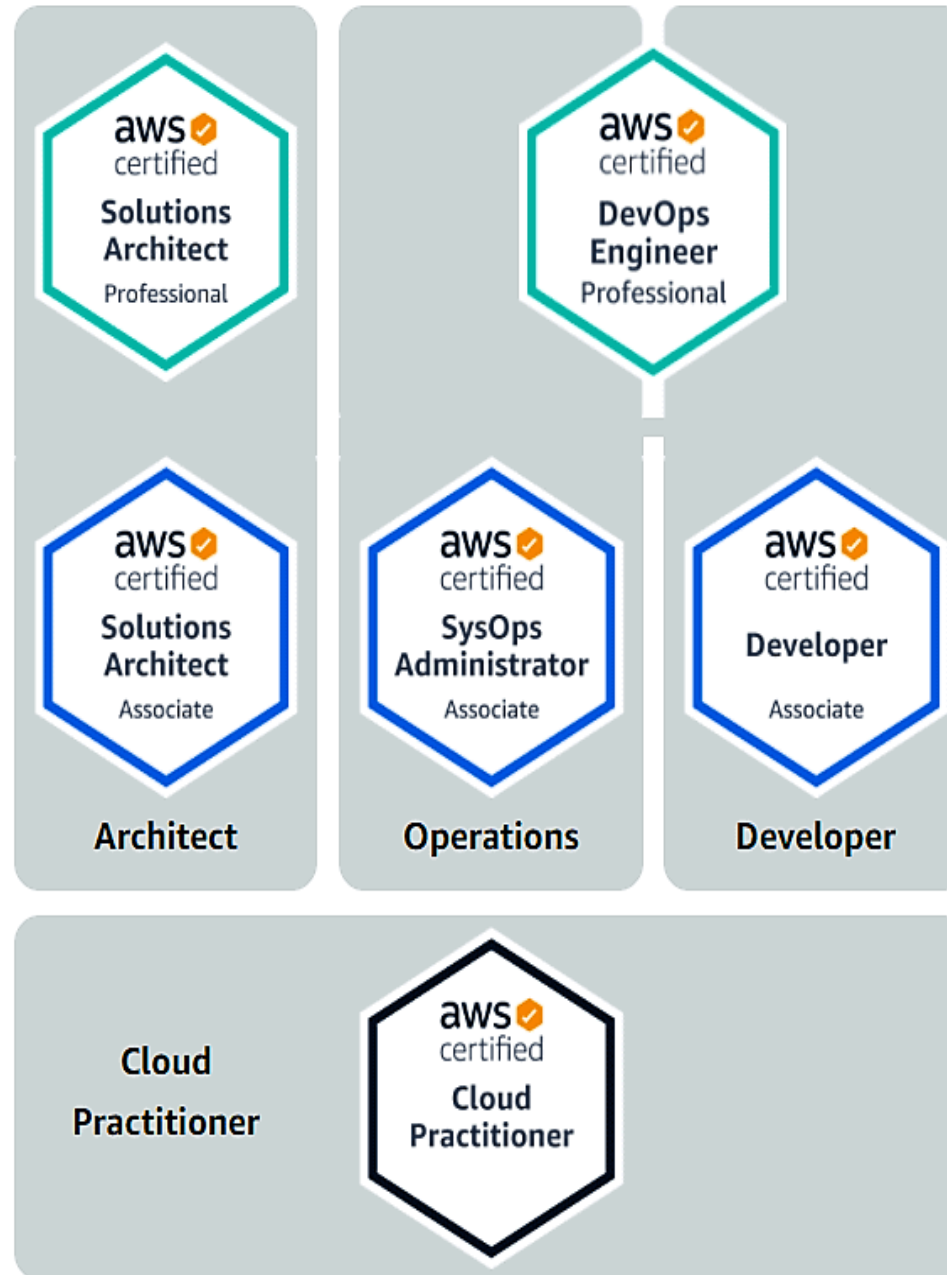 aws
certified
Solutions
Architect
Professional
aws
certified
DevOps
Engineer
Professional
aws
certified
Solutions
Architect
Associate
aws
certified
SysOps
Administrator
Associate
aws
certified
Developer
Associate
Architect
Operations
Developer
Cloud
Practitioner
aws
certified
Cloud
Practitioner